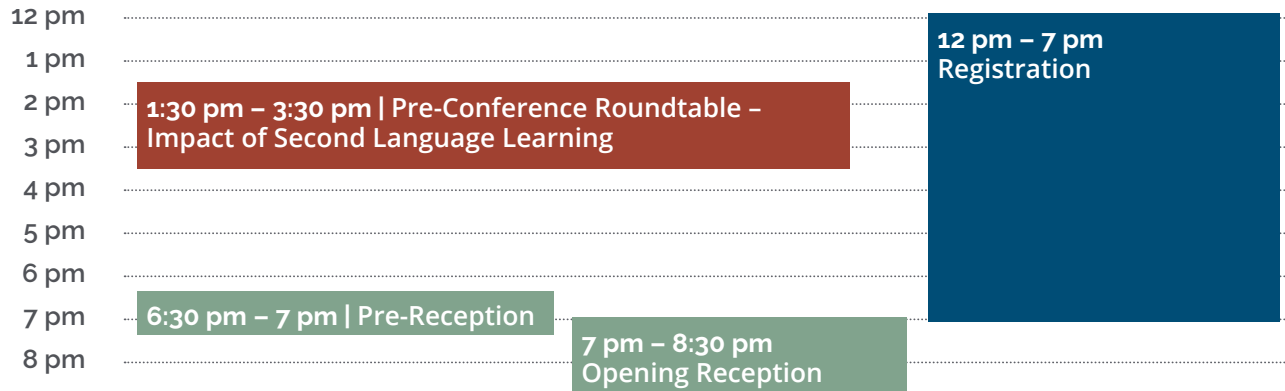 12 pm
1 pm
2 pm
3 pm
4 pm
5 pm
6 pm
7 pm
8 pm
12 pm – 7 pm
Registration
1:30 pm – 3:30 pm | Pre-Conference Roundtable –
Impact of Second Language Learning
6:30 pm – 7 pm | Pre-Reception
7 pm – 8:30 pm
Opening Reception